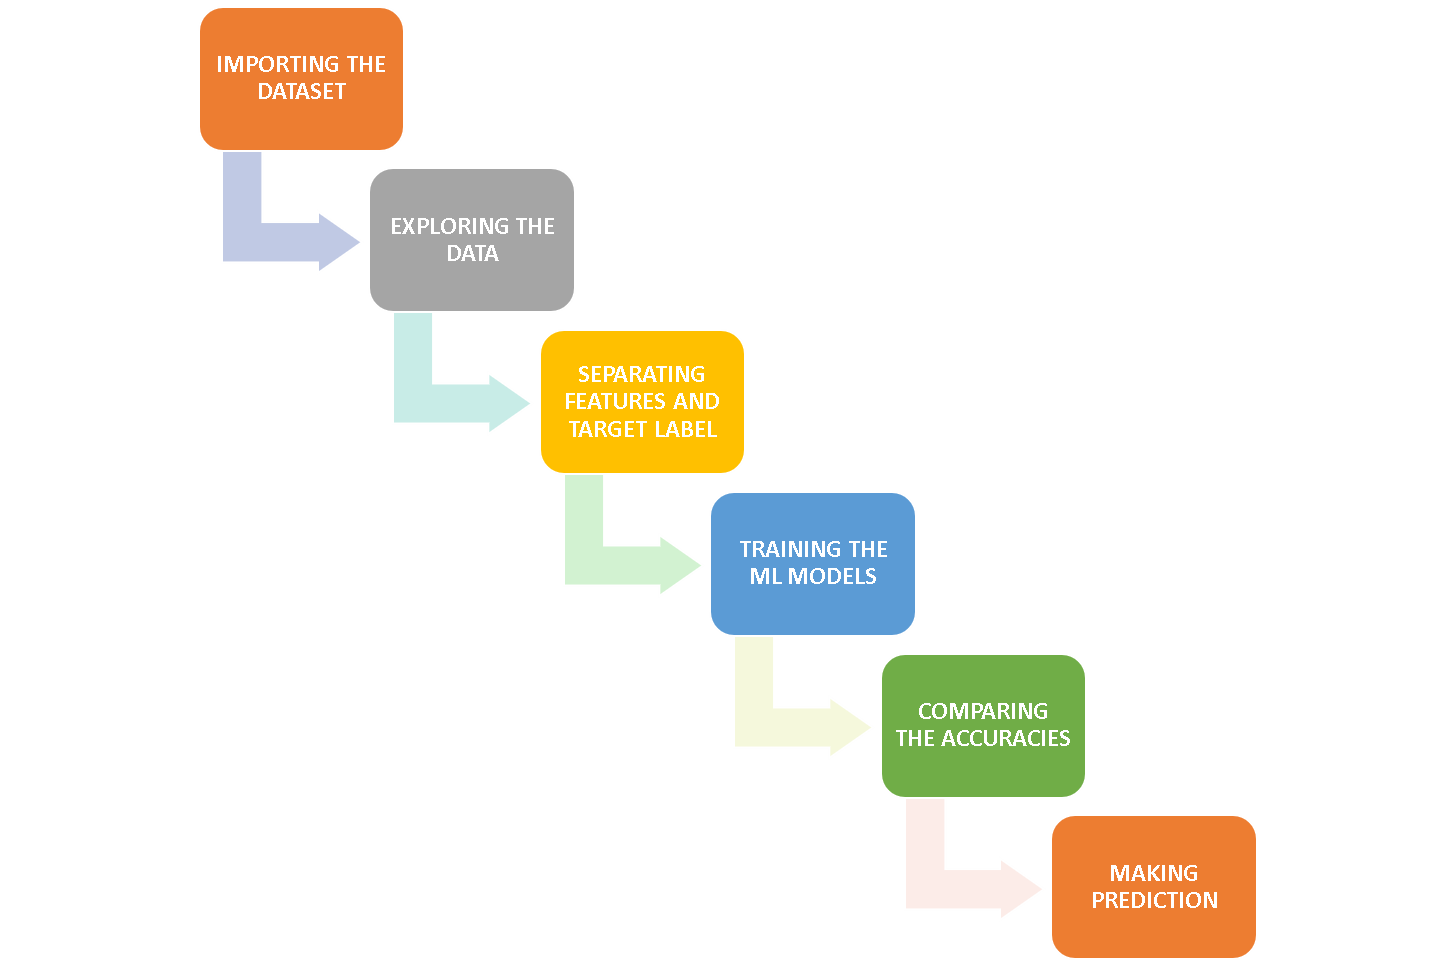 IMPORTING THE
DATASET
EXPLORING THE
DATA
SEPARATING
FEATURES AND
TARGET LABEL
TRAINING THE
ML MODELS
COMPARING
THE ACCURACIES
MAKING
PREDICTION